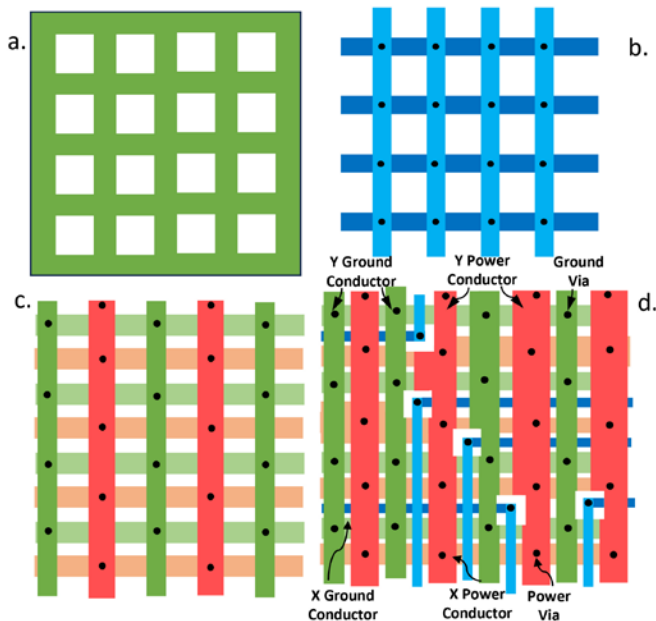 a.
b.
Y Ground
Conductor
Y Power
Conductor
Ground
Via
c.
d.
X Ground
Conductor
X Power
Conductor
Power
Via